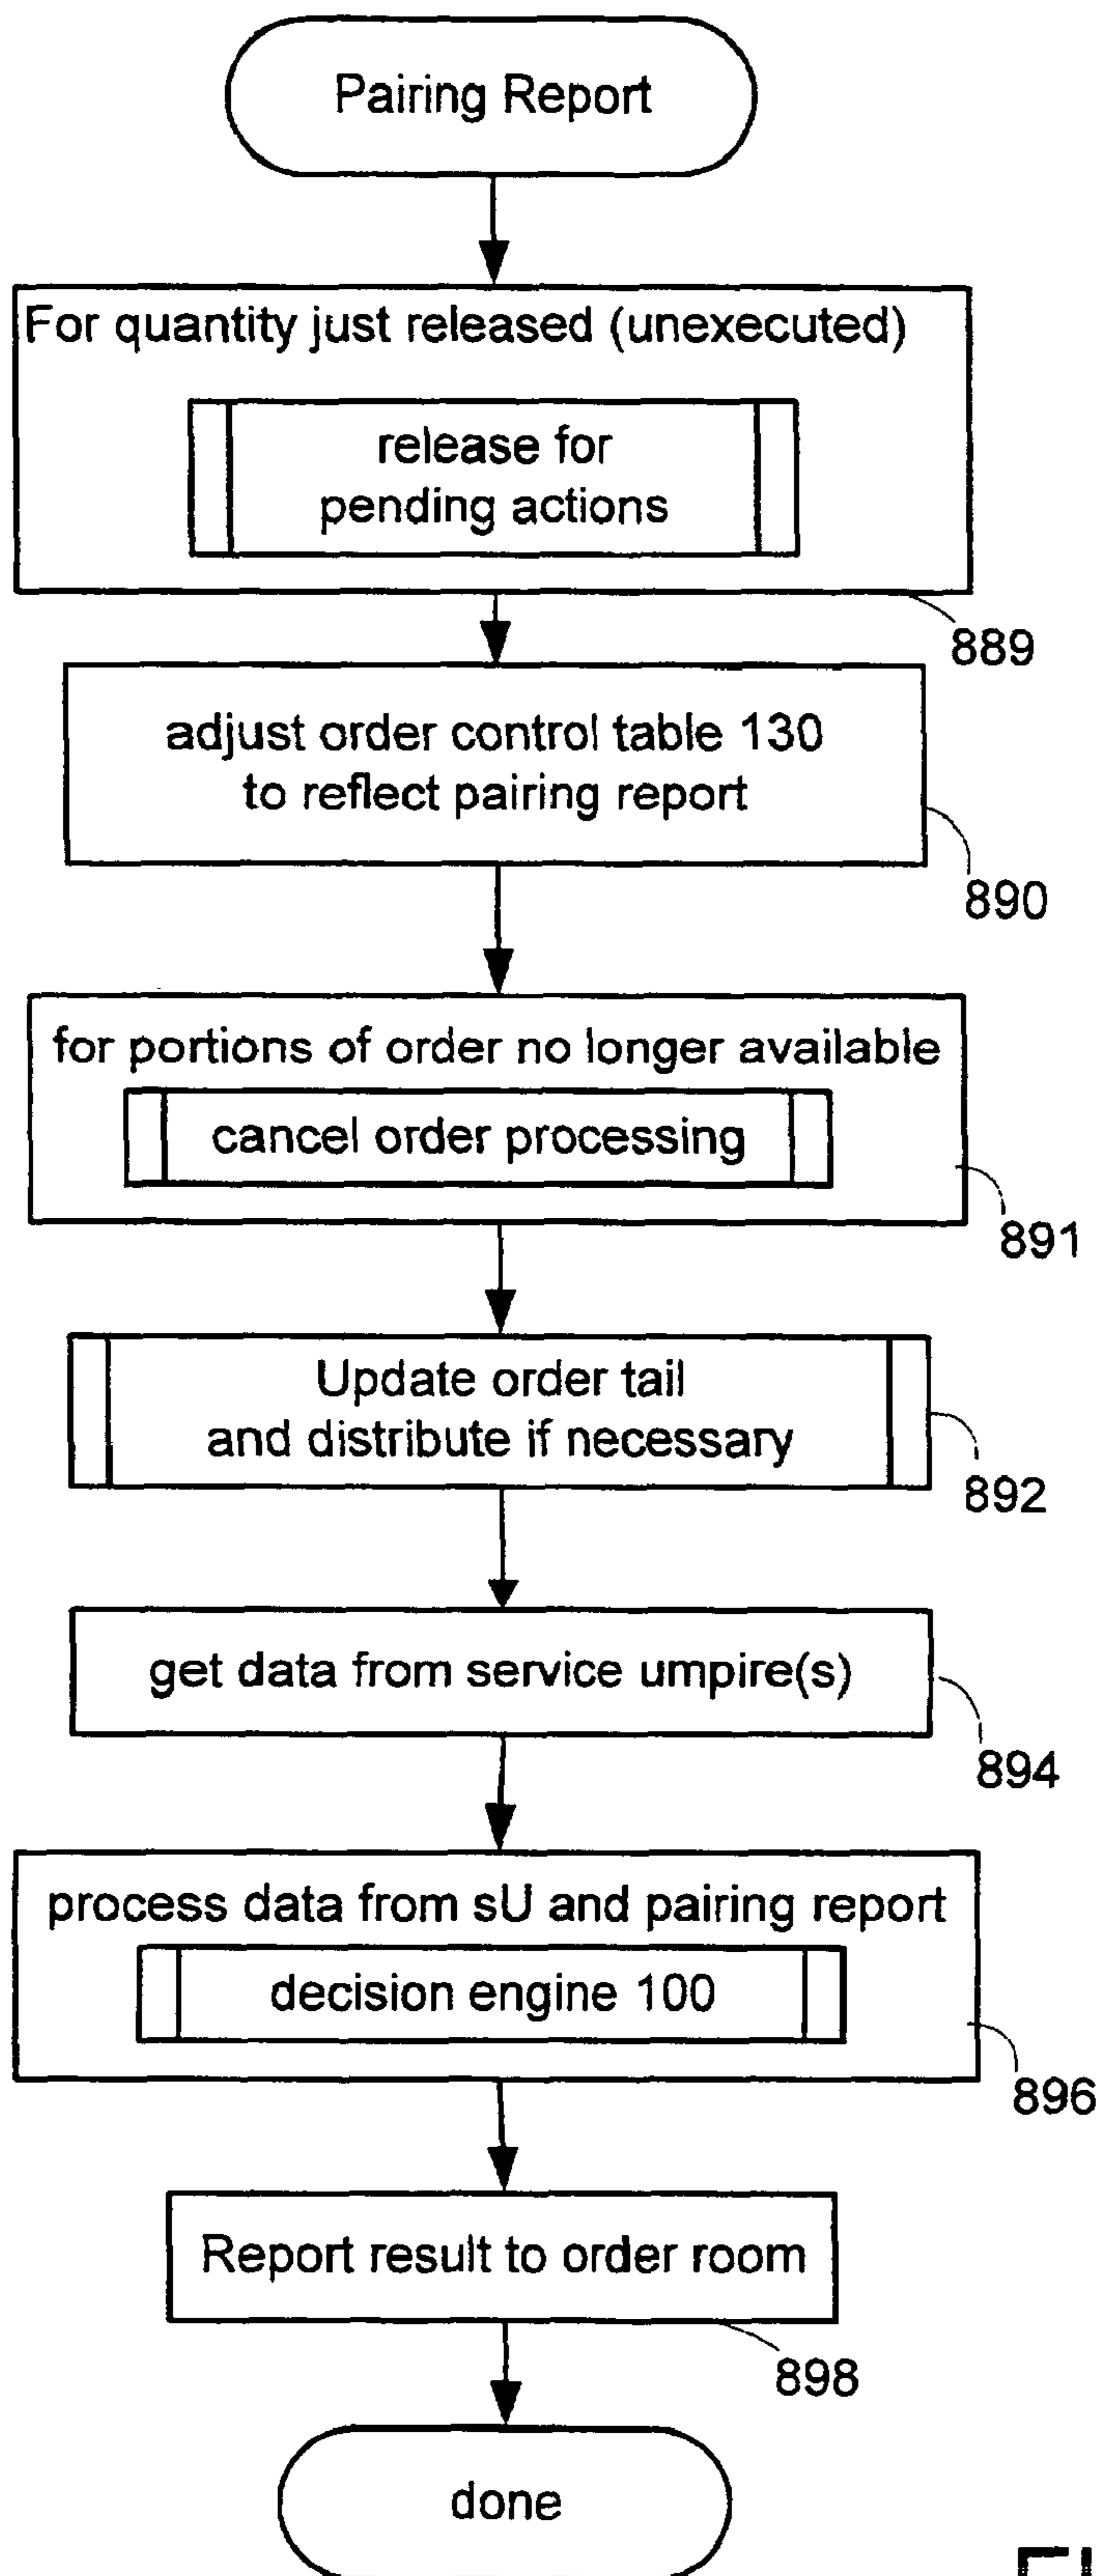 Pairing Report
For quantity just released (unexecuted)
release for
pending actions
889
adjust order control table 130
to reflect pairing report
890
for portions of order no longer available
cancel order processing
891
Update order tail
and distribute if necessary
892
get data from service umpire(s)
894
process data from sU and pairing report
decision engine 100
896
Report result to order room
898
done